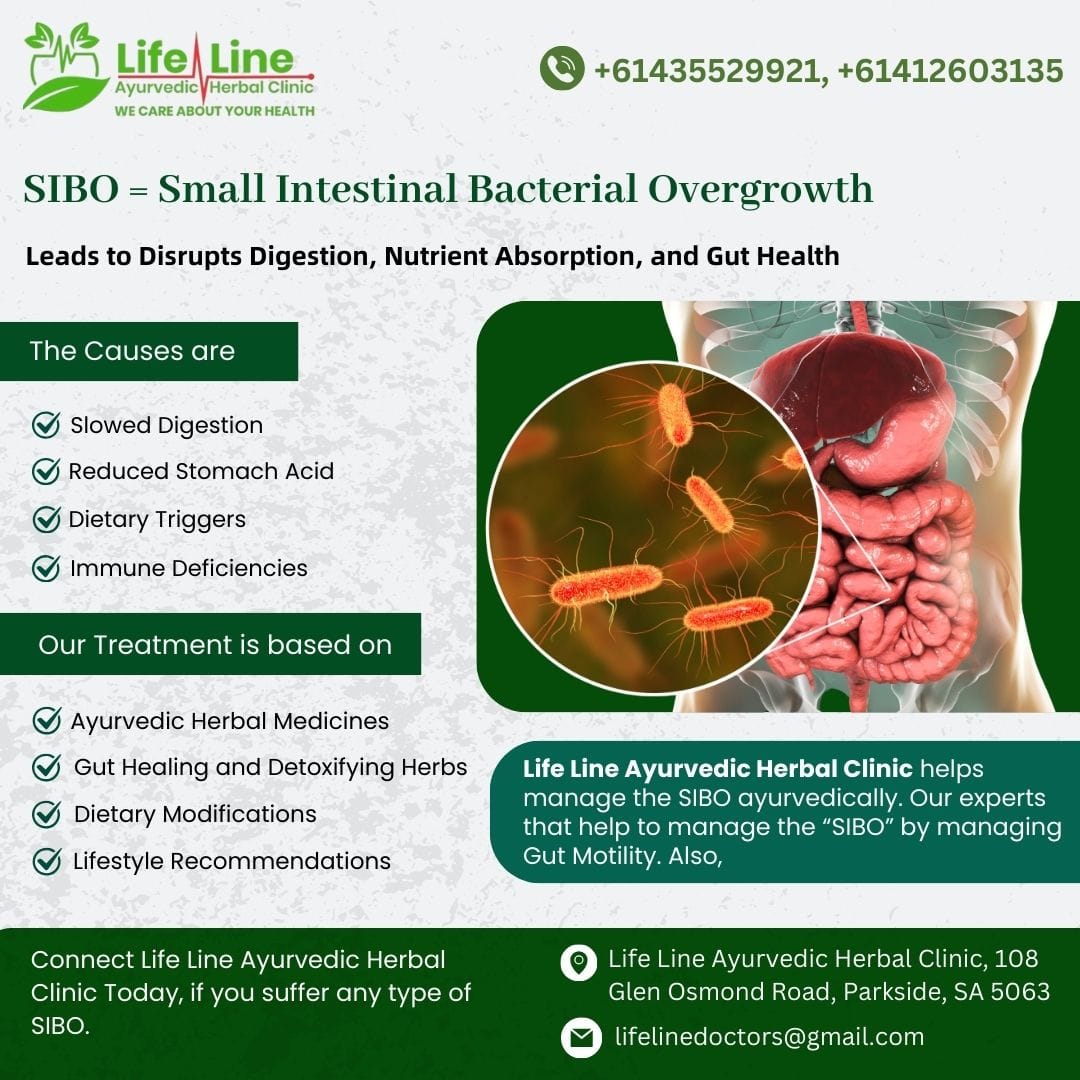 Life Line
Ayurvedic Herbal Clinic
WE CARE ABOUT YOUR HEALTH
+61435529921, +61412603135
SIBO = Small Intestinal Bacterial Overgrowth
Leads to Disrupts Digestion, Nutrient Absorption, and Gut Health
The Causes are
Slowed Digestion
Reduced Stomach Acid
Dietary Triggers
Immune Deficiencies
Our Treatment is based on
Ayurvedic Herbal Medicines
Gut Healing and Detoxifying Herbs
Dietary Modifications
Lifestyle Recommendations
Life Line Ayurvedic Herbal Clinic helps
manage the SIBO ayurvedically. Our experts
that help to manage the “SIBO” by managing
Gut Motility. Also,
Connect Life Line Ayurvedic Herbal
Clinic Today, if you suffer any type of
SIBO.
Life Line Ayurvedic Herbal Clinic, 108
Glen Osmond Road, Parkside, SA 5063
lifelinedoctors@gmail.com